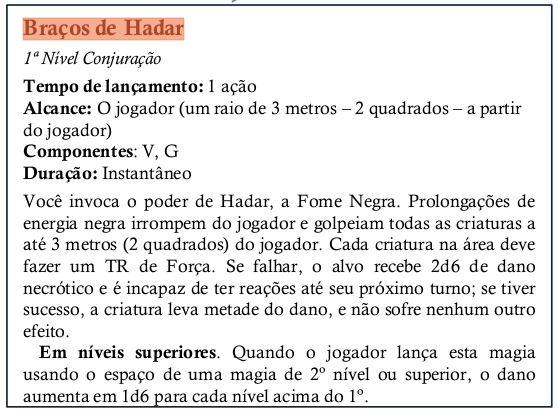 Braços de Hadar
1ª Nível Conjuração
Tempo de lançamento: 1 ação
Alcance: O jogador (um raio de 3 metros – 2 quadrados – a partir
do jogador)
Componentes: V, G
Duração: Instantâneo
Você invoca o poder de Hadar, a Fome Negra. Prolongações de
energia negra irrompem do jogador e golpeiam todas as criaturas a
até 3 metros (2 quadrados) do jogador. Cada criatura na área deve
fazer um TR de Força. Se falhar, o alvo recebe 2d6 de dano
necrótico e é incapaz de ter reações até seu próximo turno; se tiver
sucesso, a criatura leva metade do dano, e não sofre nenhum outro
efeito.
Em níveis superiores. Quando o jogador lança esta magia
usando o espaço de uma magia de 2º nível ou superior, o dano
aumenta em 1d6 para cada nível acima do 1º.